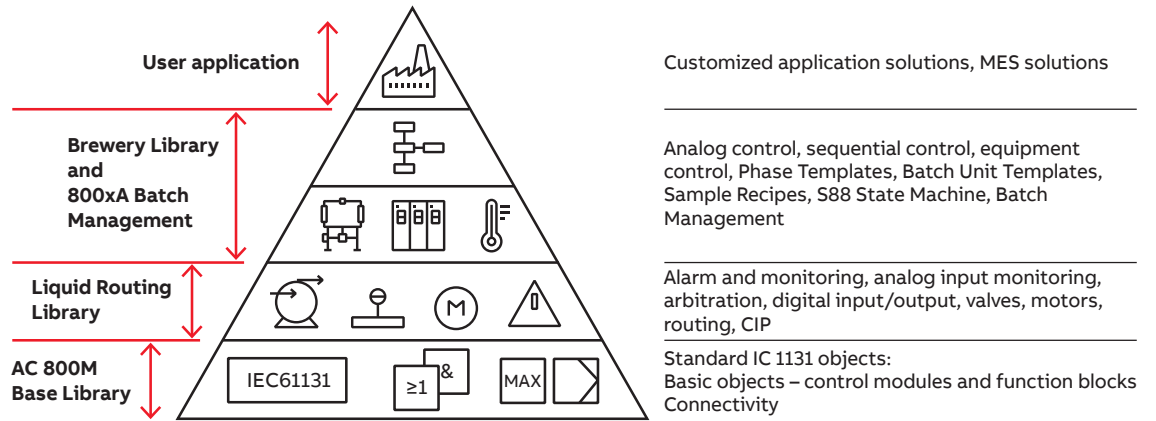 User application
Customized application solutions, MES solutions
Brewery Library
and
800xA Batch
Management
Analog control, sequential control, equipment
control, Phase Templates, Batch Unit Templates,
Sample Recipes, S88 State Machine, Batch
Management
Liquid Routing
Library
M
Alarm and monitoring, analog input monitoring,
arbitration, digital input/output, valves, motors,
routing, CIP
AC 800M
Base Library
IEC61131
≥1
&
MAX
Standard IC 1131 objects:
Basic objects – control modules and function blocks
Connectivity